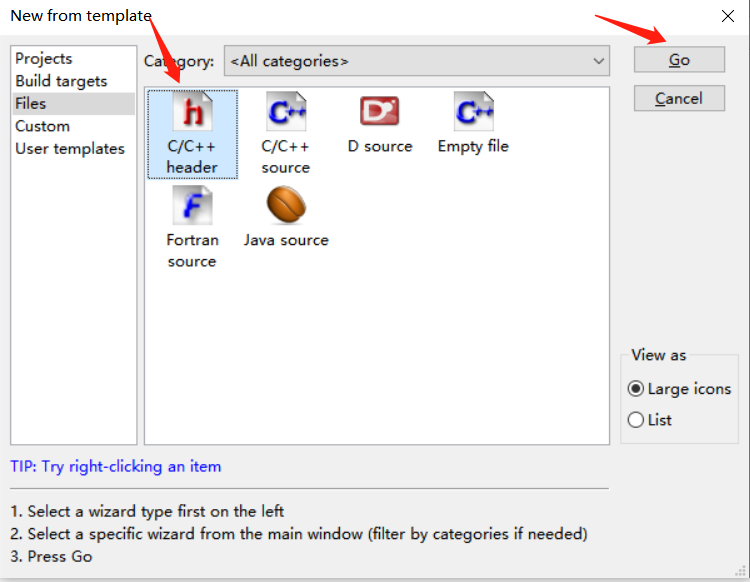 New from template
Projects
Build targets
Files
Custom
User templates
Category:
<All categories>
Go
Cancel
C/C++
header
C/C++
source
D source
Empty file
Fortran
source
Java source
View as
Large icons
List
TIP: Try right-clicking an item
1. Select a wizard type first on the left
2. Select a specific wizard from the main window (filter by categories if needed)
3. Press Go